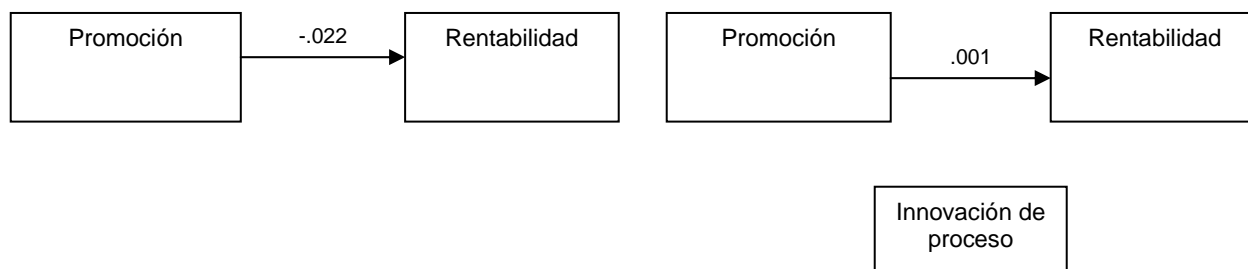 Promoción
-.022
Rentabilidad
Promoción
.001
Rentabilidad
Innovación de
proceso